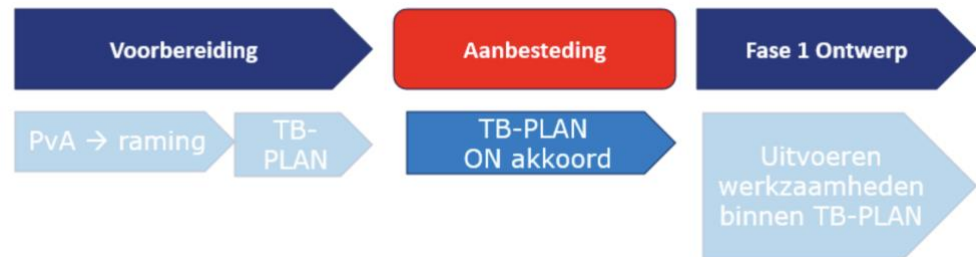 Voorbereiding
Aanbesteding
Fase 1 Ontwerp
PvA → raming
TB-
PLAN
TB-PLAN
ON akkoord
Uitvoeren
werkzaamheden
binnen TB-PLAN